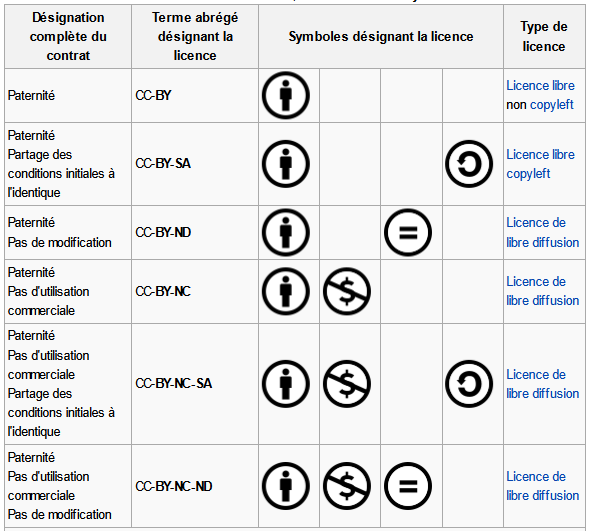 Désignation complète du contrat
Terme abrégé désignant la licence
Symboles désignant la licence
Type de licence
Paternité
CC-BY
Licence libre
non copyleft
Paternité
Partage des
conditions initiales à
l'identique
CC-BY-SA
Licence libre
copyleft
Paternité
Pas de modification
CC-BY-ND
=
Licence de
libre diffusion
Paternité
Pas d'utilisation
commerciale
CC-BY-NC
$
Licence de
libre diffusion
Paternité
Pas d'utilisation
commerciale
Partage des
conditions initiales à
l'identique
CC-BY-NC-SA
$
Licence de
libre diffusion
Paternité
Pas d'utilisation
commerciale
Pas de modification
CC-BY-NC-ND
$
=
Licence de
libre diffusion